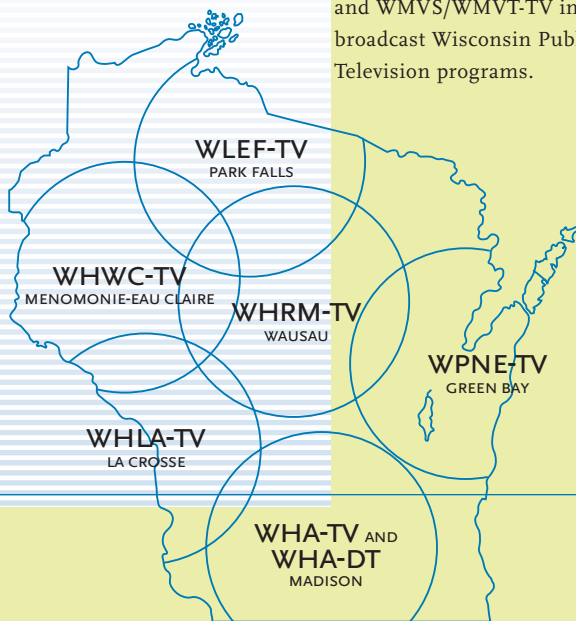 and WMVS/WMVT-TV in
broadcast Wisconsin Pub
Television programs.
WLEF-TV
PARK FALLS
WHWC-TV
MENOMONIE-EAU CLAIRE
WHRM-TV
WAUSAU
WPNE-TV
GREEN BAY
WHLA-TV
LA CROSSE
WHA-TV AND
WHA-DT
MADISON